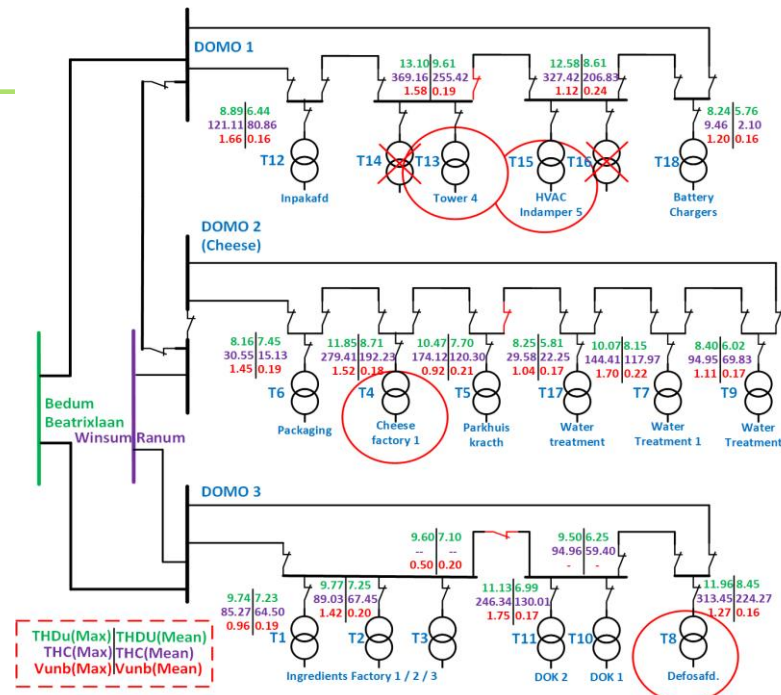 DOMO 1
13.10 9.61
369.16 255.42
1.58 0.19
12.58 8.61
327.42 206.83
1.12 0.24
8.89 6.44
121.11 80.86
1.66 0.16
8.24 5.76
9.46 2.10
1.20 0.16
T12
T14
T13
T15
T16
T18
Inpakafd
Tower 4
HVAC
Indamper 5
Battery
Chargers
DOMO 2
(Cheese)
8.16 7.45
30.55 15.13
1.45 0.19
11.85 8.71
279.41 192.23
1.52 0.18
10.47 7.70
174.12 120.30
0.92 0.21
8.25 5.81
29.58 22.25
1.04 0.17
10.07 8.15
144.41 117.97
1.70 0.22
8.40 6.02
94.95 69.83
1.11 0.17
T6
T4
T5
T17
T7
T9
Packaging
Cheese
factory 1
Parkhuis
kracth
Water
treatment
Water
Treatment 1
Water
Treatment
Bedum
Beatrixlaan
Winsum Ranum
DOMO 3
9.60 7.10
-- --
0.50 0.20
9.50 6.25
94.96 59.40
- -
9.74 7.23
85.27 64.50
0.96 0.19
9.77 7.25
89.03 67.45
1.42 0.20
11.13 6.99
246.34 130.01
1.75 0.17
11.96 8.45
313.45 224.27
1.27 0.16
T1
T2
T3
T11
T10
T8
Ingredients Factory 1 / 2 / 3
DOK 2
DOK 1
Defosafd.
THDu(Max) THDU(Mean)
THC(Max) THC(Mean)
Vunb(Max) Vunb(Mean)